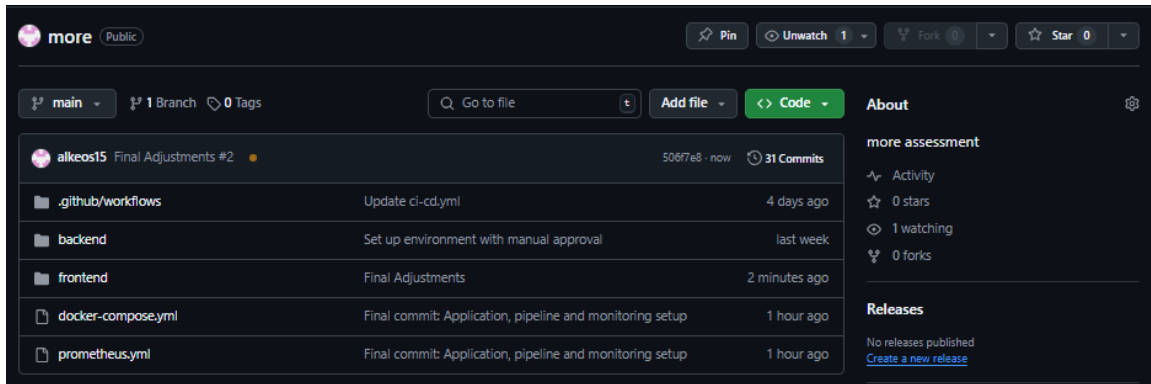 more Public Pin Unwatch 1 Fork 0 Star 0
main 1 Branch 0 Tags Go to file t Add file Code
alkeos15 Final Adjustments #2 506f7e8 · now 31 Commits
.github/workflows Update ci-cd.yml 4 days ago
backend Set up environment with manual approval last week
frontend Final Adjustments 2 minutes ago
docker-compose.yml Final commit: Application, pipeline and monitoring setup 1 hour ago
prometheus.yml Final commit: Application, pipeline and monitoring setup 1 hour ago
About
more assessment
Activity
0 stars
1 watching
0 forks
Releases
No releases published
Create a new release